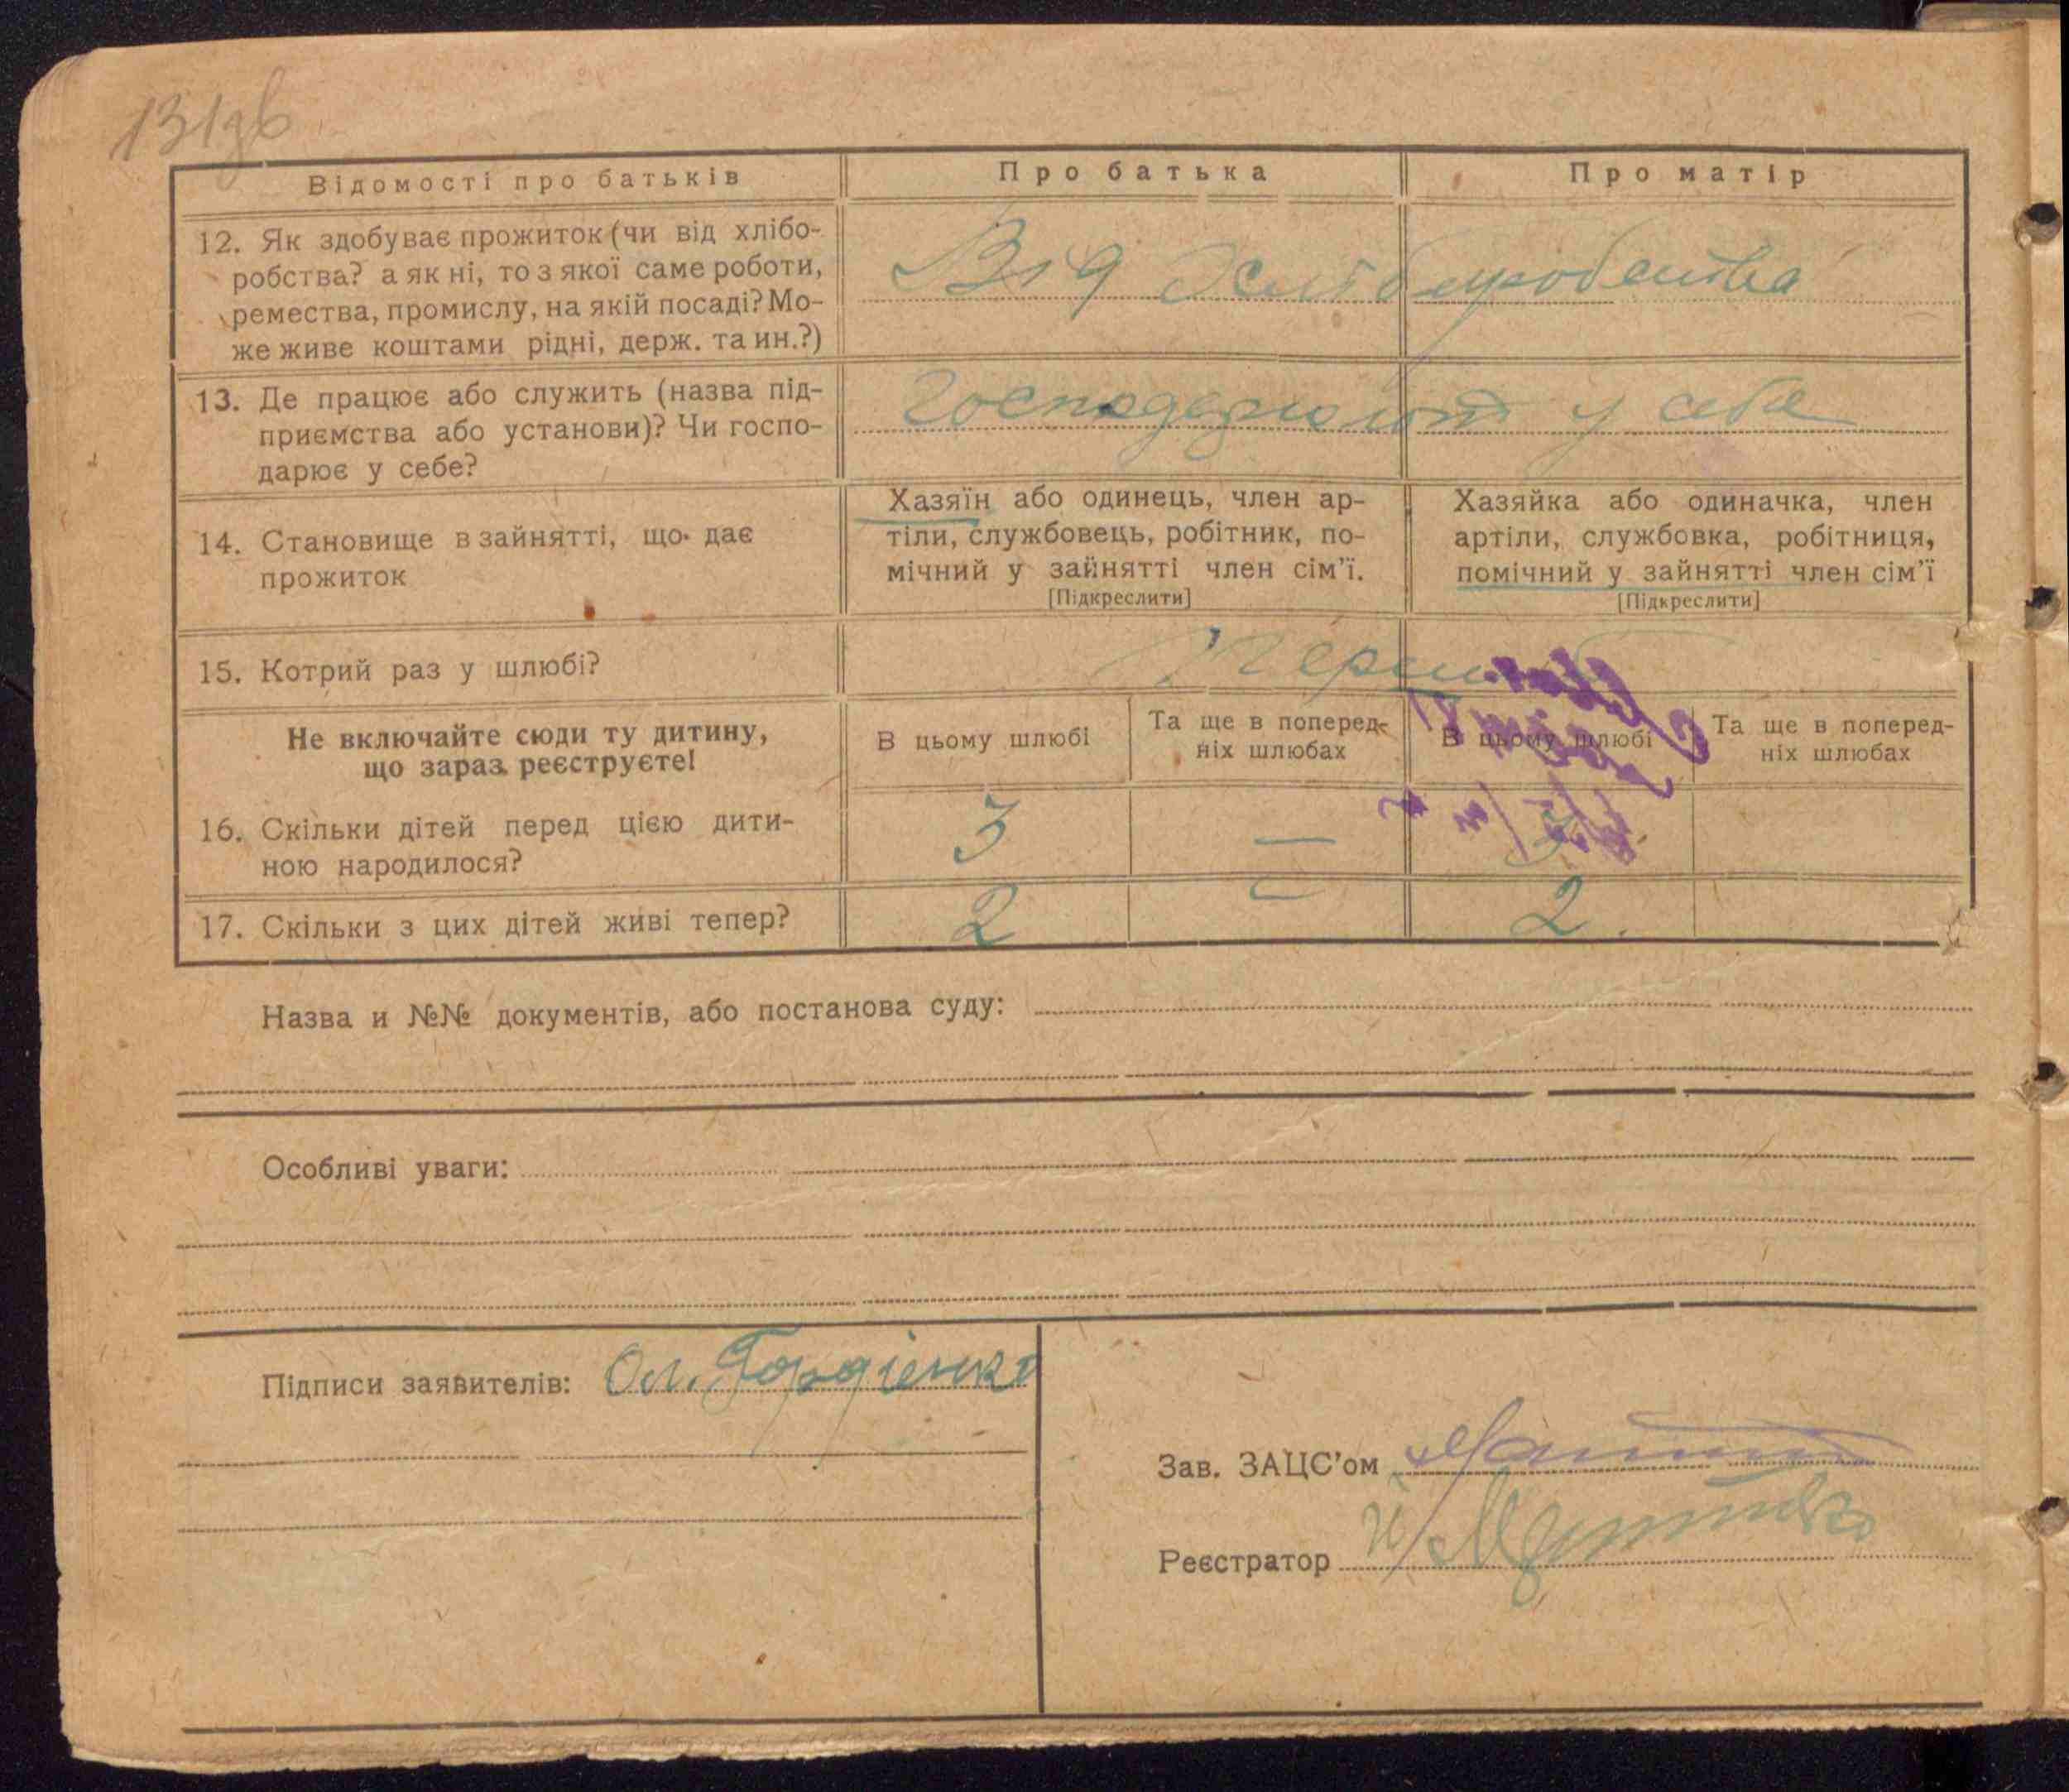 131зв
Відомості про батьків
Про батька
Про матір
12. Як здобуває прожиток (чи від хлібо-
робства? а як ні, то з якої саме роботи,
ремества, промислу, на якій посаді? Мо-
же живе коштами рідні, держ. та ин.?)
Від Хліборобства
13. Де працює або служить (назва під-
приємства або установи)? Чи госпо-
дарює у себе?
у себе
14. Становище в зайнятті, що дає
прожиток
Хазяїн або одинець, член ар-
тіли, службовець, робітник, по-
мічний у зайнятті член сім'ї.
[Підкреслити]
Хазяйка або одиначка, член
артіли, службовка, робітниця,
помічний у зайнятті член сім'ї
[Підкреслити]
15. Котрий раз у шлюбі?
Не включайте сюди ту дитину,
що зараз реєструєте!
В цьому шлюбі
Та ще в поперед-
ніх шлюбах
В цьому шлюбі
Та ще в поперед-
ніх шлюбах
16. Скільки дітей перед цією дити-
ною народилося?
3 — 3
17. Скільки з цих дітей живі тепер?
2 — 2.
Назва и №№ документів, або постанова суду:
Особливі уваги:
Підписи заявителів: Ол. Гордієнко
Зав. ЗАЦС'ом
Реєстратор